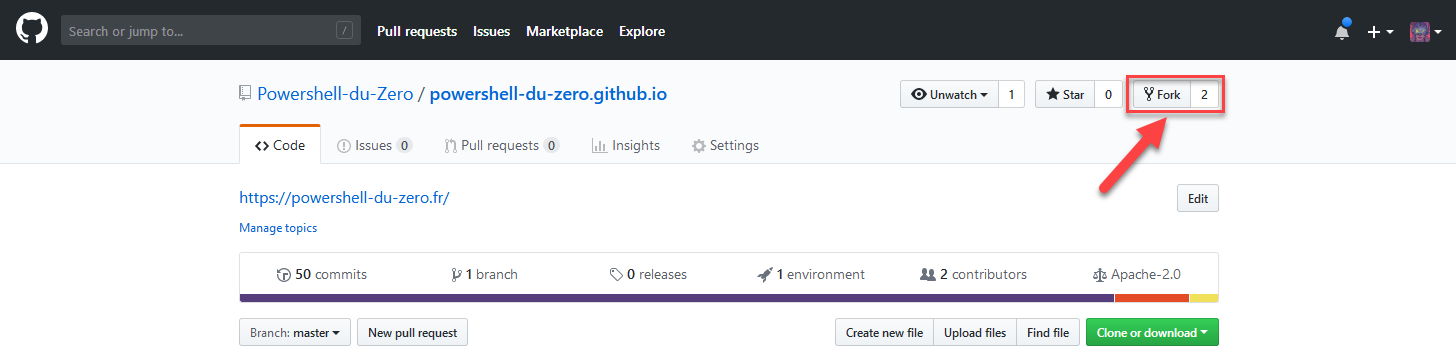 Search or jump to... / Pull requests Issues Marketplace Explore
Powershell-du-Zero / powershell-du-zero.github.io Unwatch 1 Star 0 Fork 2
Code Issues 0 Pull requests 0 Insights Settings
https://powershell-du-zero.fr/ Edit
Manage topics
50 commits 1 branch 0 releases 1 environment 2 contributors Apache-2.0
Branch: master New pull request Create new file Upload files Find file Clone or download